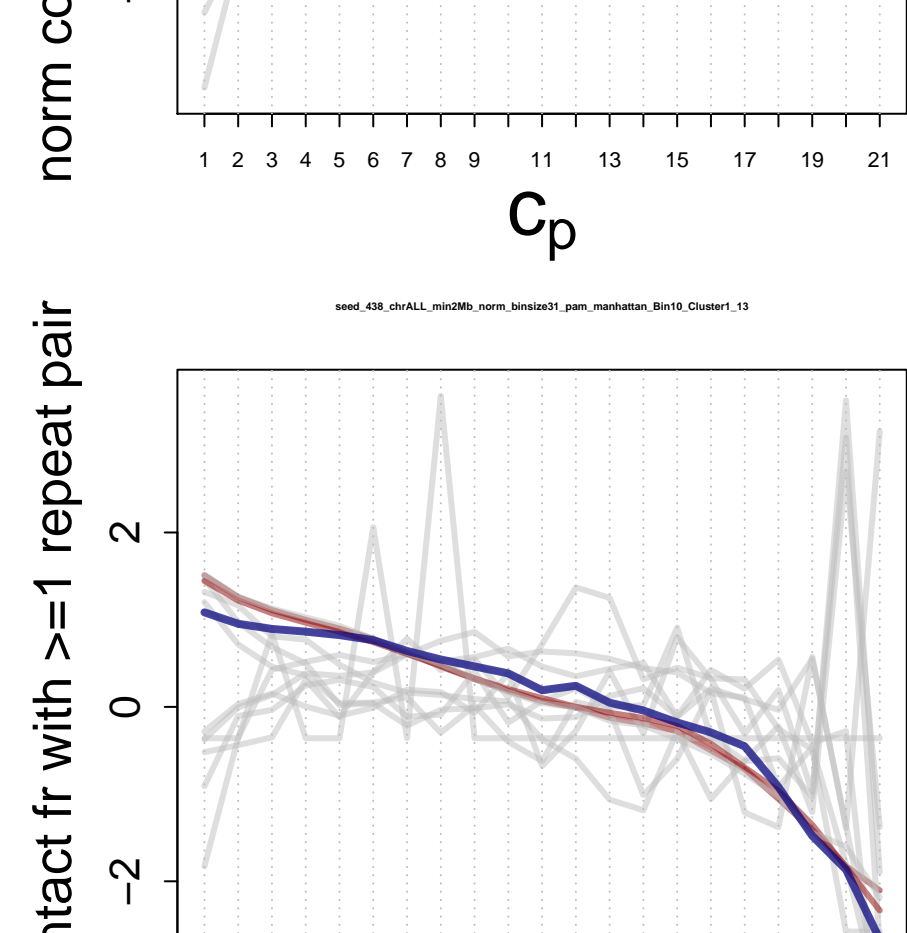 norm co
1 2 3 4 5 6 7 8 9 11 13 15 17 19 21
cp
seed_438_chrALL_min2Mb_norm_binsize31_pam_manhattan_Bin10_Cluster1_13
ntact fr with >=1 repeat pair
2
0
−2